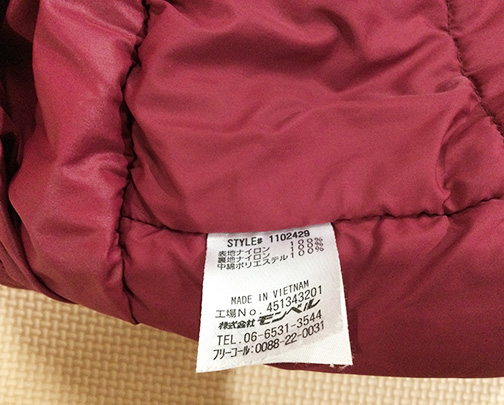 STYLE# 1102429
表地ナイロン 100%
裏地ナイロン 100%
中綿ポリエステル 100%
MADE IN VIETNAM
工場No. 451343201
株式会社モンベル
TEL. 06-6531-3544
フリーコール: 0088-22-0031